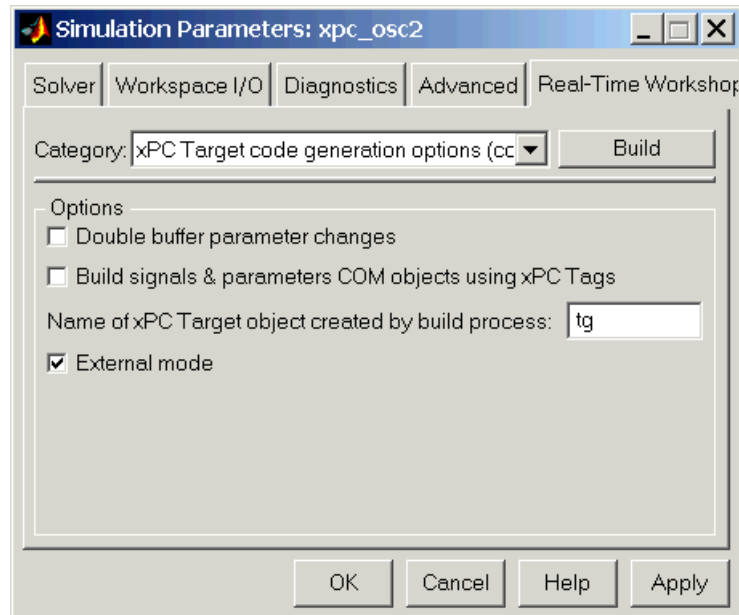 Simulation Parameters: xpc_osc2
Solver Workspace I/O Diagnostics Advanced Real-Time Workshop
Category: xPC Target code generation options (cc Build
Options
Double buffer parameter changes
Build signals & parameters COM objects using xPC Tags
Name of xPC Target object created by build process: tg
External mode
OK Cancel Help Apply